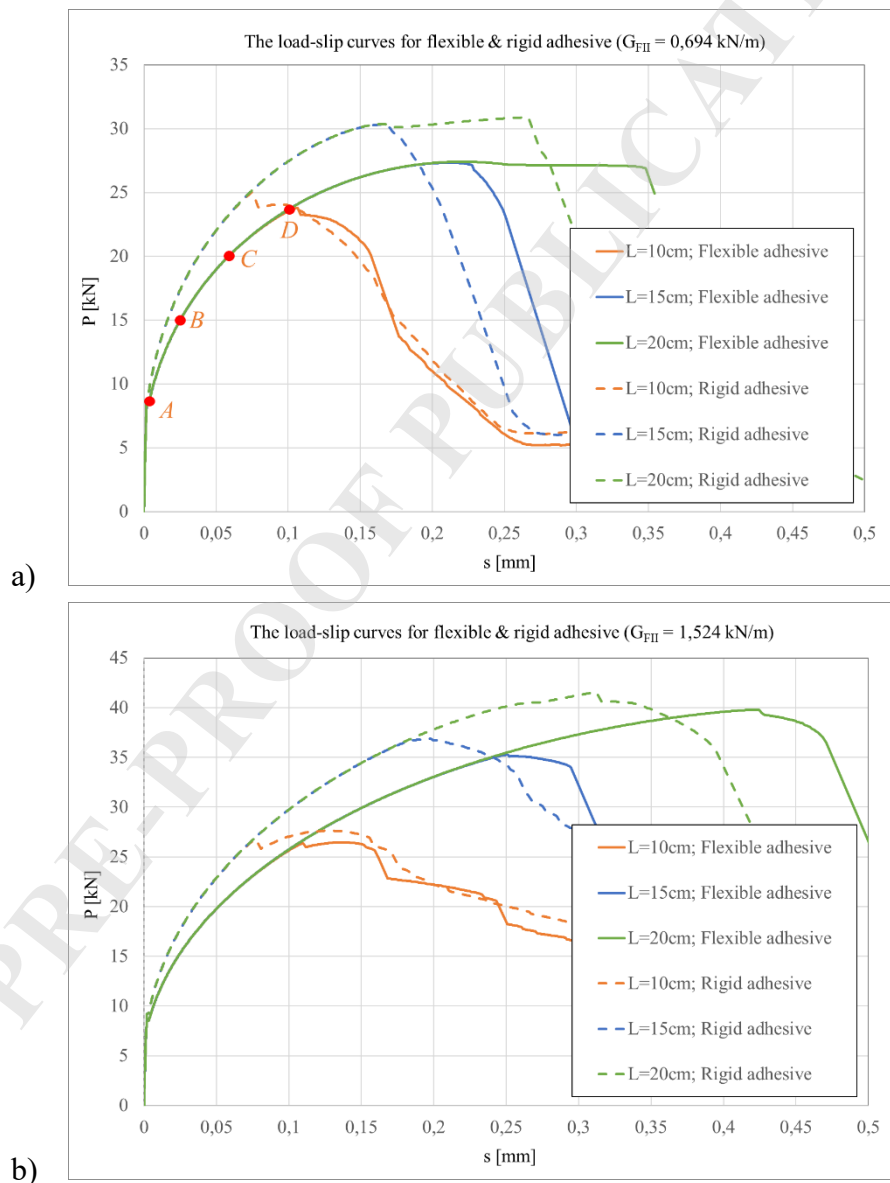 The load-slip curves for flexible & rigid adhesive (GFII = 0,694 kN/m)
35
30
25
20
15
10
5
0
P [kN]
A
B
C
D
L=10cm; Flexible adhesive
L=15cm; Flexible adhesive
L=20cm; Flexible adhesive
L=10cm; Rigid adhesive
L=15cm; Rigid adhesive
L=20cm; Rigid adhesive
0 0,05 0,1 0,15 0,2 0,25 0,3 0,35 0,4 0,45 0,5
s [mm]
a)
The load-slip curves for flexible & rigid adhesive (GFII = 1,524 kN/m)
45
40
35
30
25
20
15
10
5
0
P [kN]
L=10cm; Flexible adhesive
L=15cm; Flexible adhesive
L=20cm; Flexible adhesive
L=10cm; Rigid adhesive
L=15cm; Rigid adhesive
L=20cm; Rigid adhesive
0 0,05 0,1 0,15 0,2 0,25 0,3 0,35 0,4 0,45 0,5
s [mm]
b)
PRE-PROOF PUBLICAT